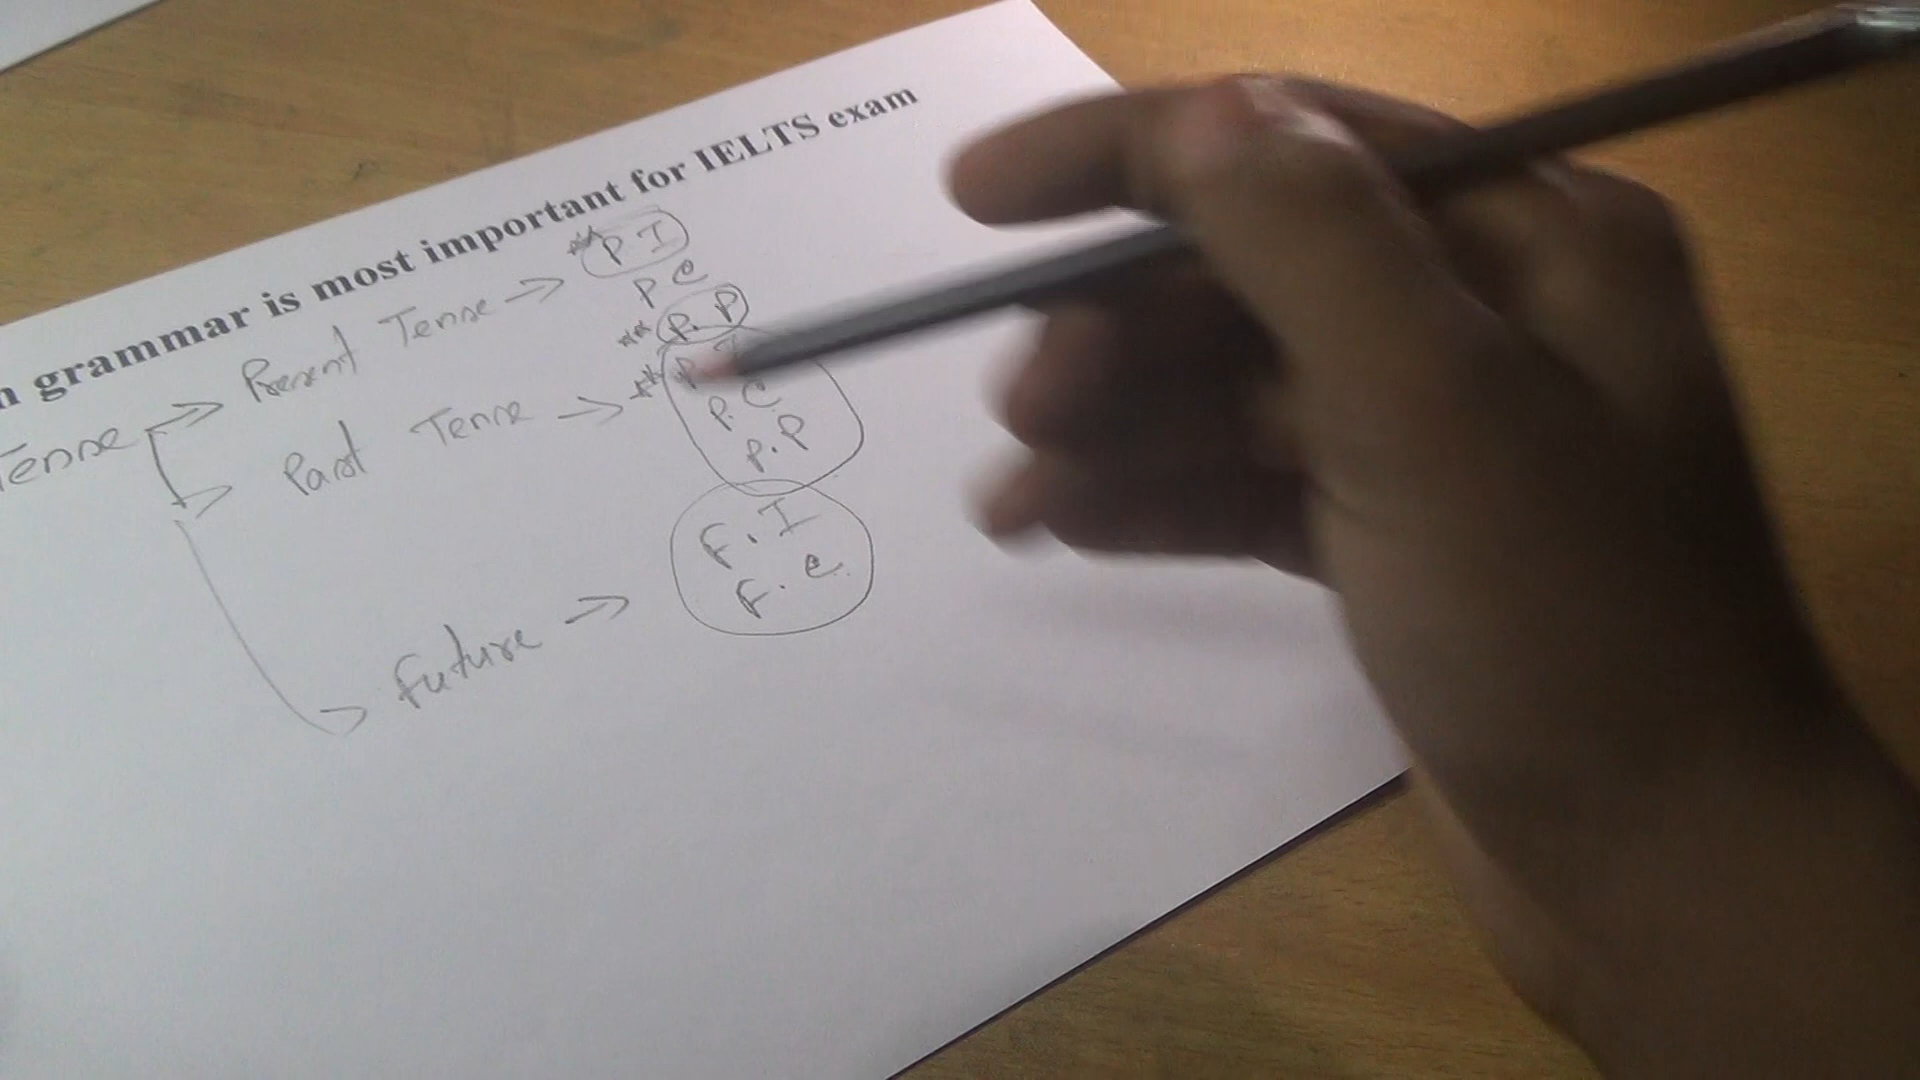 grammar is most important for IELTS exam
Tense
Present Tense → P I
P C
P. P
Past Tense → P. I
P. C
P. P
Future → F. I
F. C.